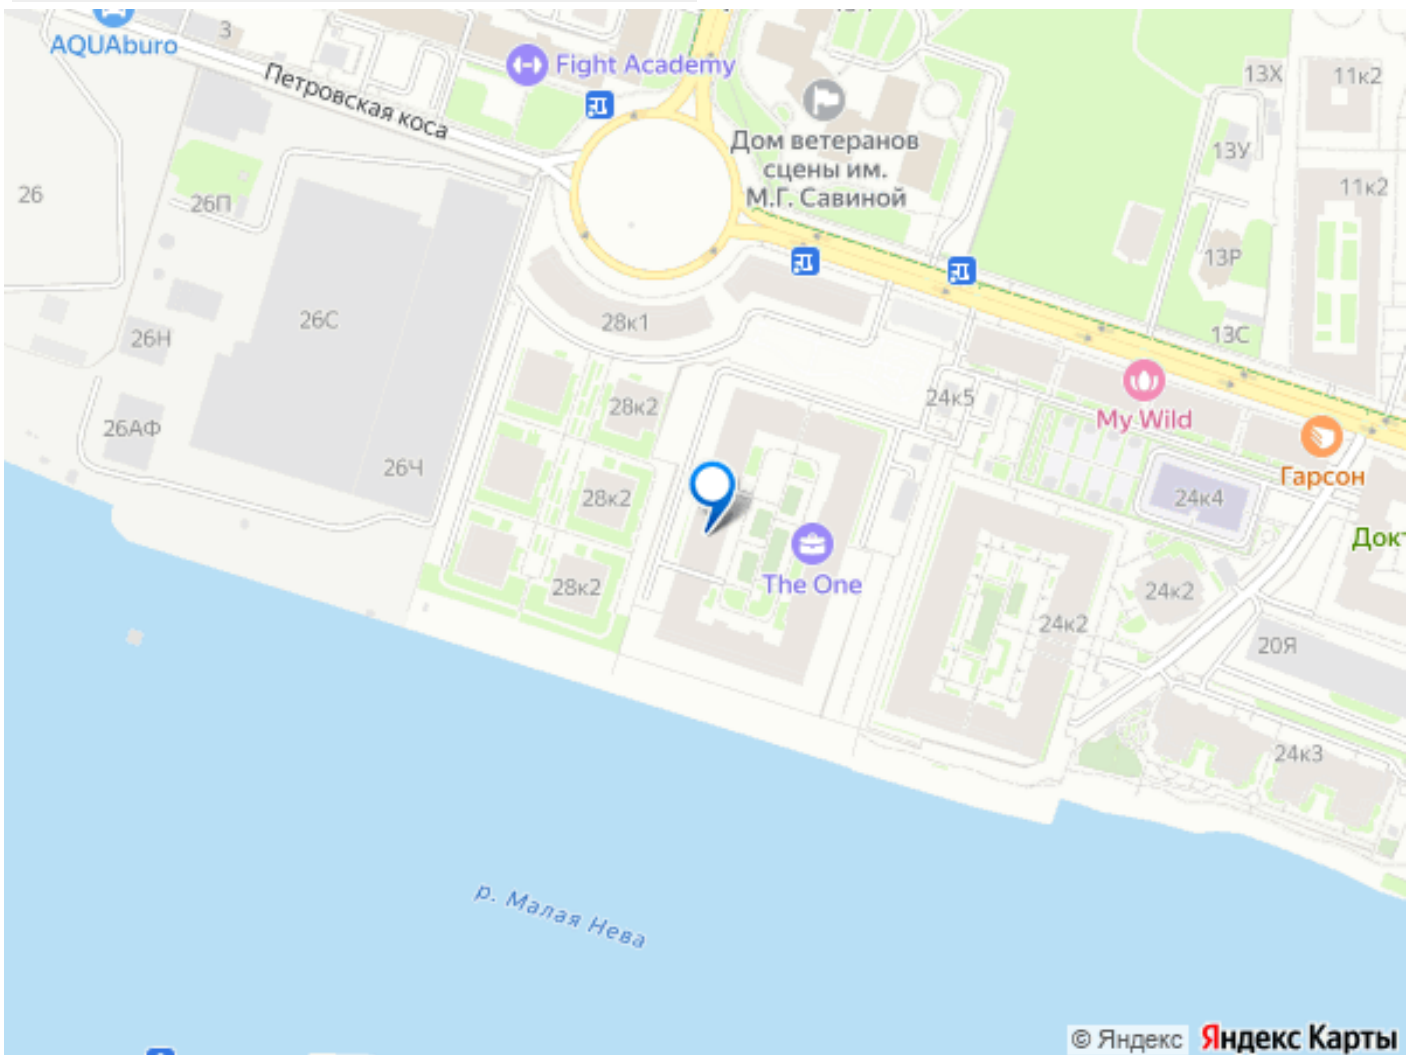 AQUAburo
3
Петровская коса
Fight Academy
13Х
11к2
Дом ветеранов
сцены им.
М.Г. Савиной
13У
11к2
26
26П
13Р
26С
28к1
26Н
13С
28к2
24к5
My Wild
26АФ
26Ч
Гарсон
28к2
24к4
The One
28к2
24к2
24к2
20Я
24к3
р. Малая Нева
© Яндекс
Яндекс Карты